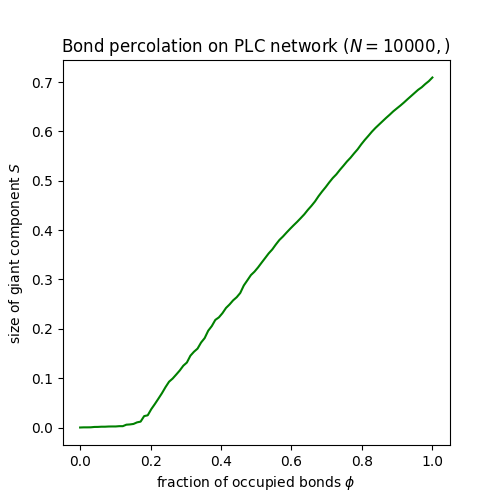 Bond percolation on PLC network (N = 10000, )
size of giant component S
0.7
0.6
0.5
0.4
0.3
0.2
0.1
0.0
0.0 0.2 0.4 0.6 0.8 1.0
fraction of occupied bonds ϕ